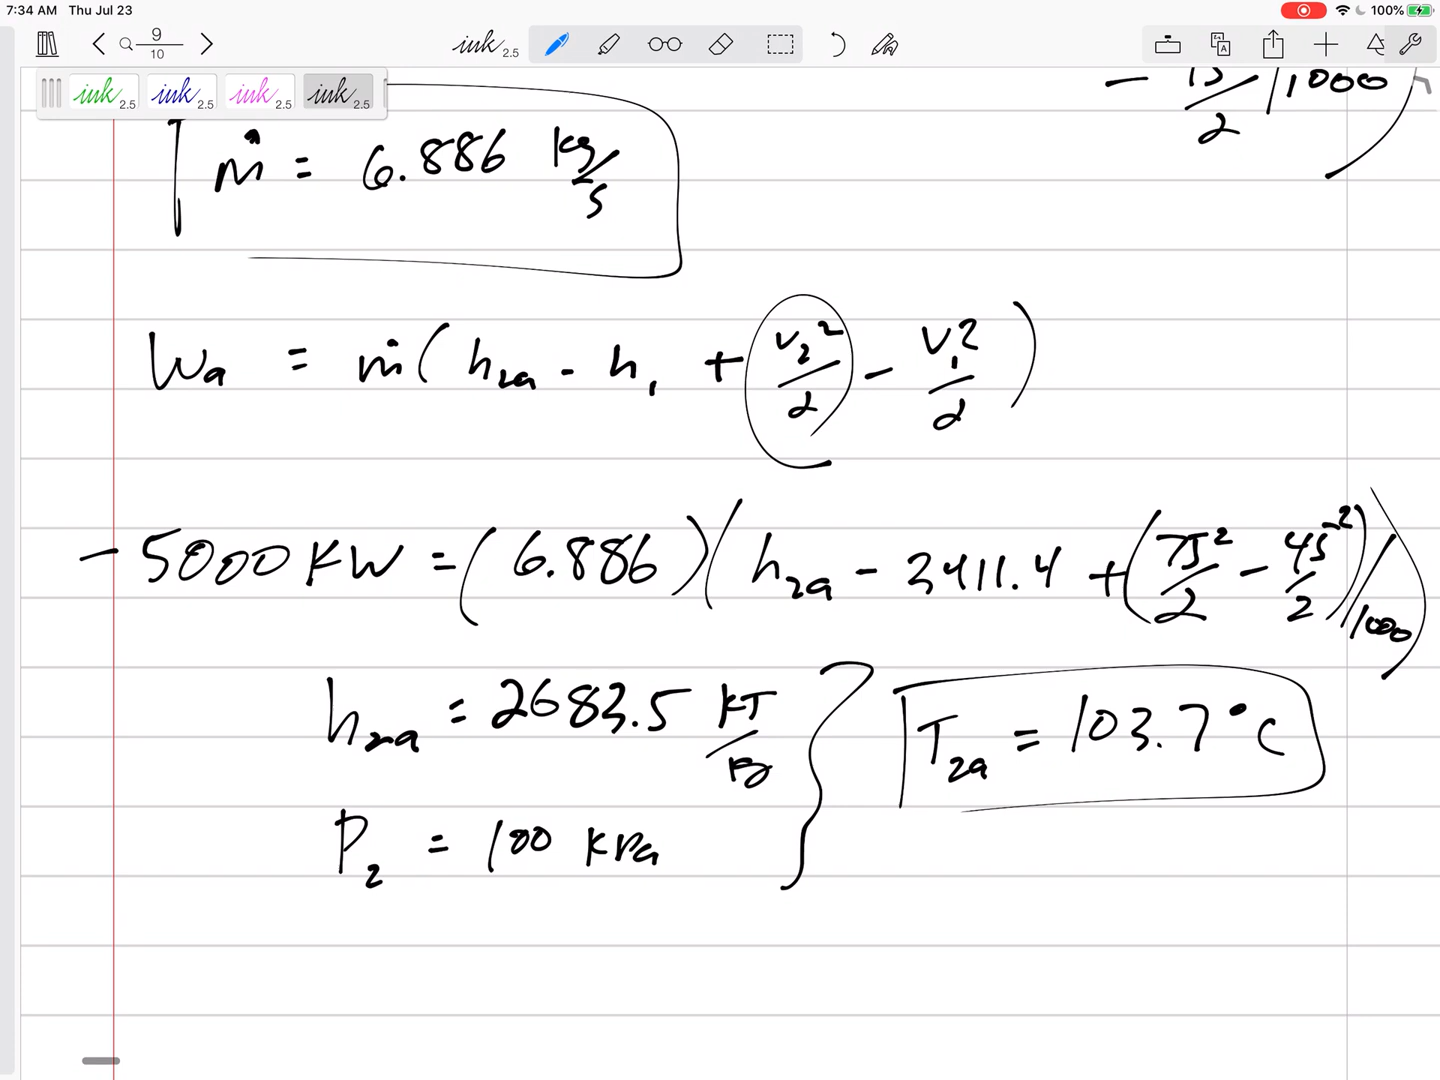 7:34 AM Thu Jul 23
100%
9
10
ink 2.5
ink 2.5 ink 2.5 ink 2.5 ink 2.5
- 15/2 /1000 )
ṁ = 6.886 kg/s
Wa = ṁ( h2a - h1 + V2²/2 - V1²/2 )
- 5000 KW = (6.886)( h2a - 3411.4 + (75²/2 - 45²/2)/1000 )
h2a = 2683.5 KJ/kg
T2a = 103.7°C
P2 = 100 KPa